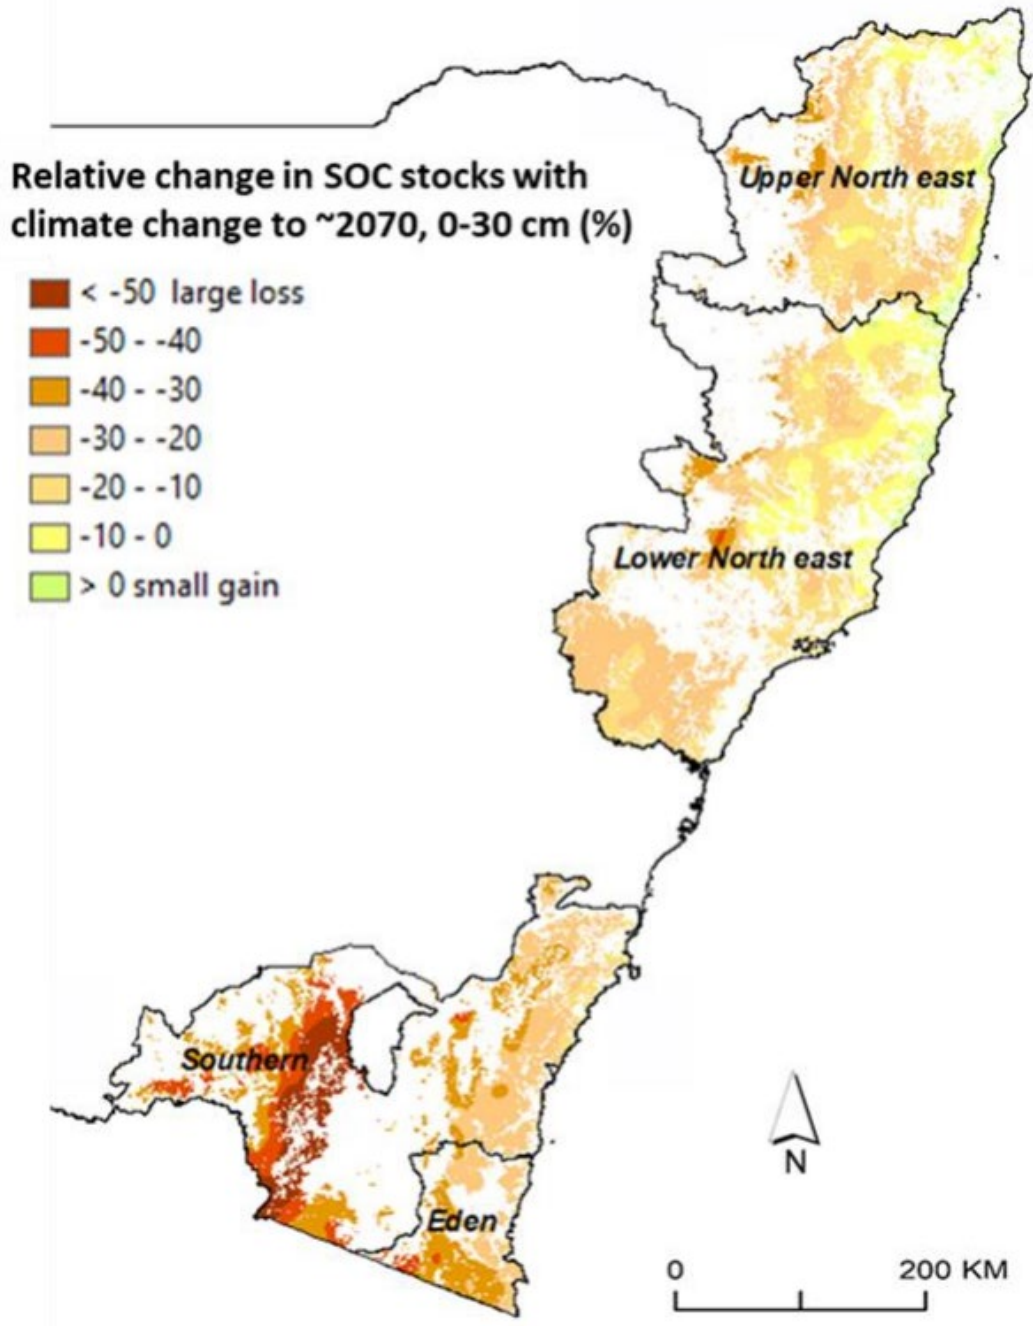 Relative change in SOC stocks with
climate change to ~2070, 0-30 cm (%)
< -50 large loss
-50 - -40
-40 - -30
-30 - -20
-20 - -10
-10 - 0
> 0 small gain
Upper North east
Lower North east
Southern
Eden
N
0 200 KM